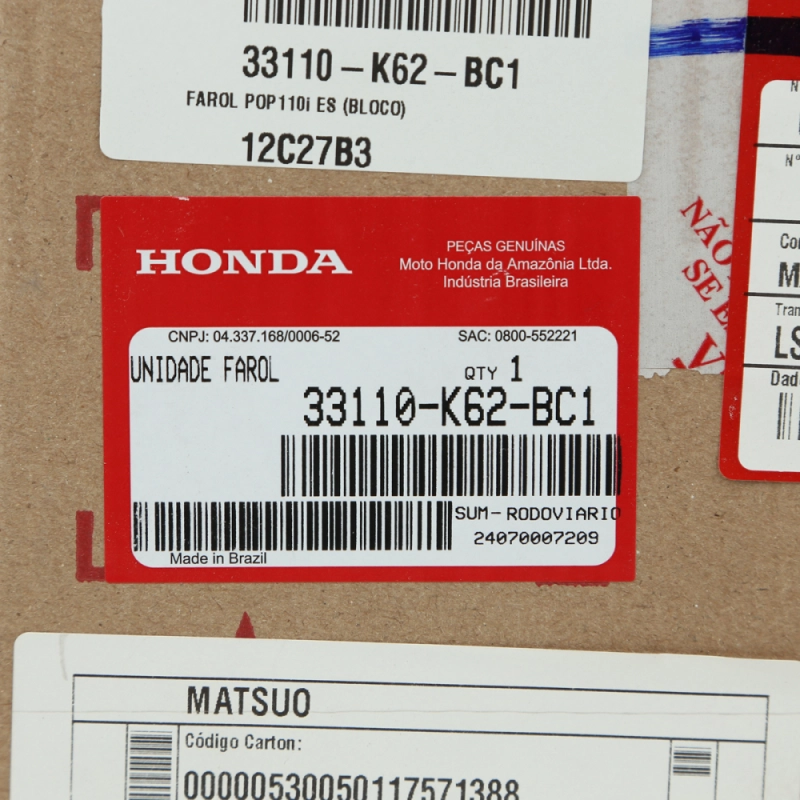 33110-K62-BC1
FAROL POP110i ES (BLOCO)
12C27B3
HONDA
PEÇAS GENUÍNAS
Moto Honda da Amazônia Ltda.
Indústria Brasileira
CNPJ: 04.337.168/0006-52
SAC: 0800-552221
UNIDADE FAROL
QTY 1
33110-K62-BC1
SUM-RODOVIARIO
24070007209
Made in Brazil
NÃO
SE
MATSUO
Código Carton:
00000530050117571388